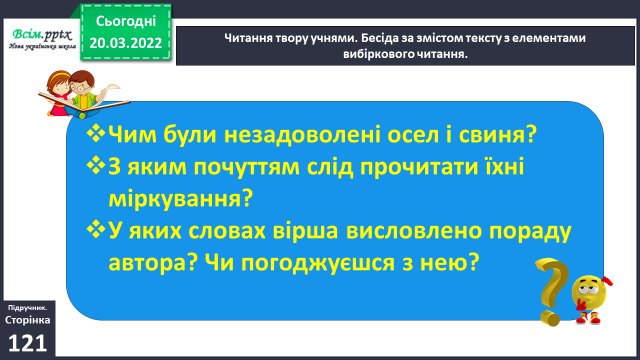 Всім.pptx
Нова українська школа
Сьогодні
20.03.2022
Читання твору учнями. Бесіда за змістом тексту з елементами
вибіркового читання.
❖Чим були незадоволені осел і свиня?
❖З яким почуттям слід прочитати їхні
міркування?
❖У яких словах вірша висловлено пораду
автора? Чи погоджуєшся з нею?
Підручник.
Сторінка
121